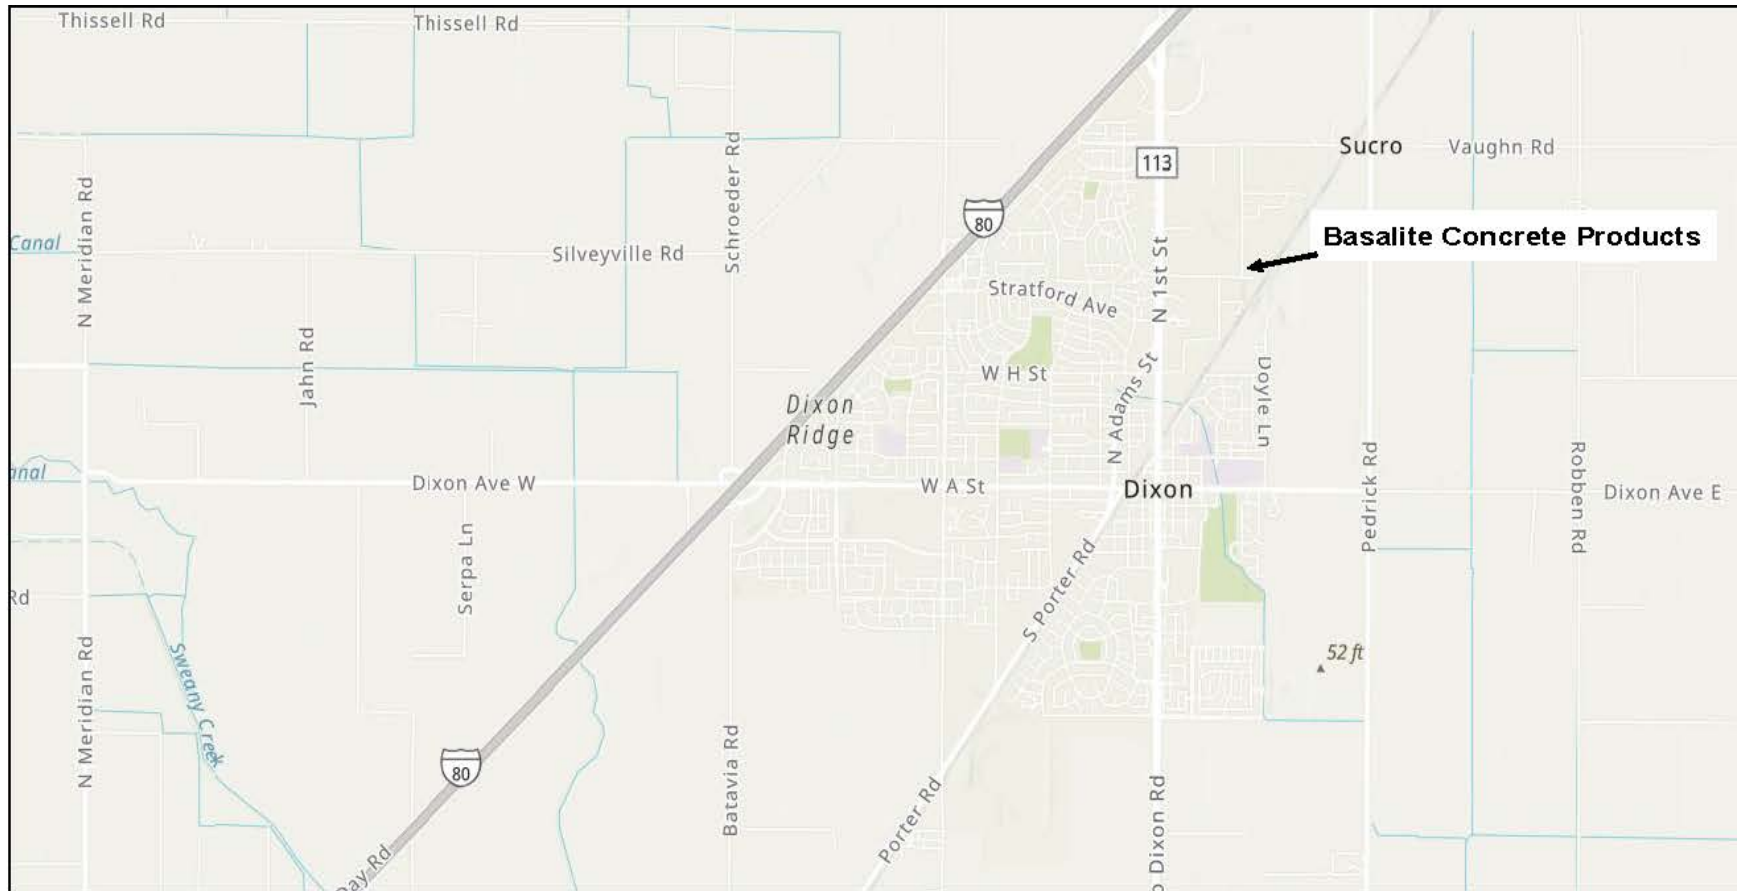 Thissell Rd
Thissell Rd
Sucro
Vaughn Rd
113
N Meridian Rd
Schroeder Rd
80
Canal
Silveyville Rd
N 1st St
Basalite Concrete Products
Stratford Ave
Jahn Rd
W H St
N Adams St
Doyle Ln
Dixon
Ridge
anal
Dixon Ave W
W A St
Dixon
Pedrick Rd
Robben Rd
Dixon Ave E
Serpa Ln
S Porter Rd
Rd
N Meridian Rd
Sweany Creek
52 ft
80
Batavia Rd
Porter Rd
o Dixon Rd
Day Rd